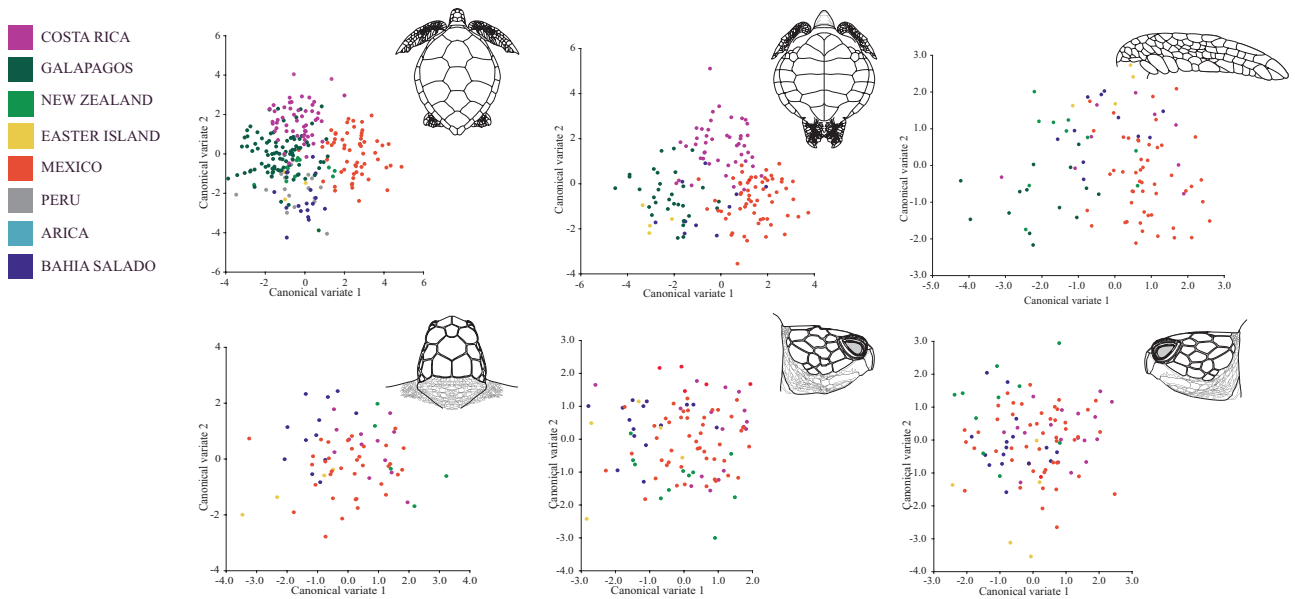 COSTA RICA
GALAPAGOS
NEW ZEALAND
EASTER ISLAND
MEXICO
PERU
ARICA
BAHIA SALADO
6
4
2
0
-2
-4
-6
Canonical variate 2
-4 -2 0 2 4 6
Canonical variate 1
6
4
2
0
-2
-4
Canonical variate 2
-6 -4 -2 0 2 4
Canonical variate 1
3.0
2.0
1.0
0.0
-1.0
-2.0
-3.0
Canonical variate 2
-5.0 -4.0 -3.0 -2.0 -1.0 0.0 1.0 2.0 3.0
Canonical variate 1
4
2
0
-2
-4
Canonical variate 2
-4.0 -3.0 -2.0 -1.0 0.0 1.0 2.0 3.0 4.0
Canonical variate 1
3.0
2.0
1.0
0.0
-1.0
-2.0
-3.0
-4.0
Canonical variate 2
-3.0 -2.0 -1.0 0.0 1.0 2.0
Canonical variate 1
3.0
2.0
1.0
0.0
-1.0
-2.0
-3.0
-4.0
Canonical variate 2
-3.0 -2.0 -1.0 0.0 1.0 2.0 3.0
Canonical variate 1